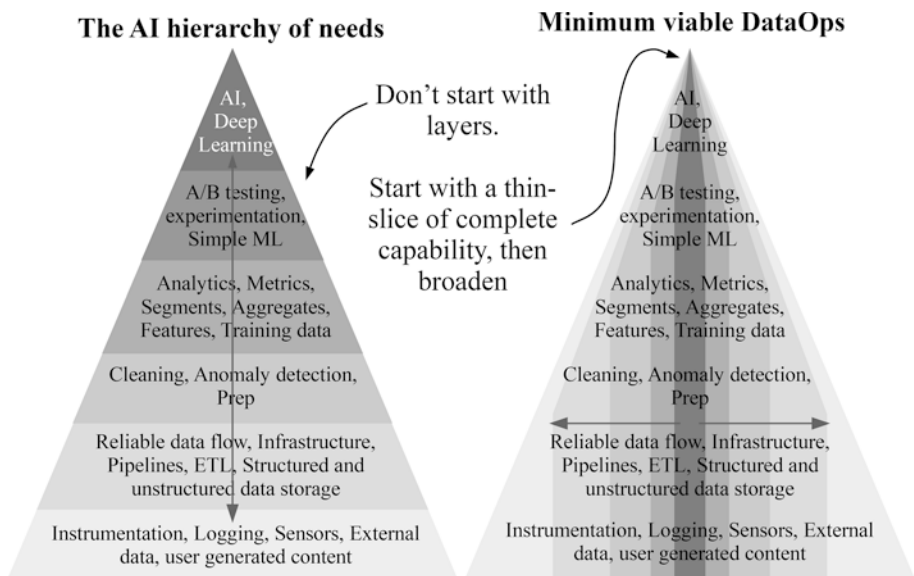 The AI hierarchy of needs
AI,
Deep
Learning
A/B testing,
experimentation,
Simple ML
Analytics, Metrics,
Segments, Aggregates,
Features, Training data
Cleaning, Anomaly detection,
Prep
Reliable data flow, Infrastructure,
Pipelines, ETL, Structured and
unstructured data storage
Instrumentation, Logging, Sensors, External
data, user generated content
Don’t start with
layers.
Start with a thin-
slice of complete
capability, then
broaden
Minimum viable DataOps
AI,
Deep
Learning
A/B testing,
experimentation,
Simple ML
Analytics, Metrics,
Segments, Aggregates,
Features, Training data
Cleaning, Anomaly detection,
Prep
Reliable data flow, Infrastructure,
Pipelines, ETL, Structured and
unstructured data storage
Instrumentation, Logging, Sensors, External
data, user generated content